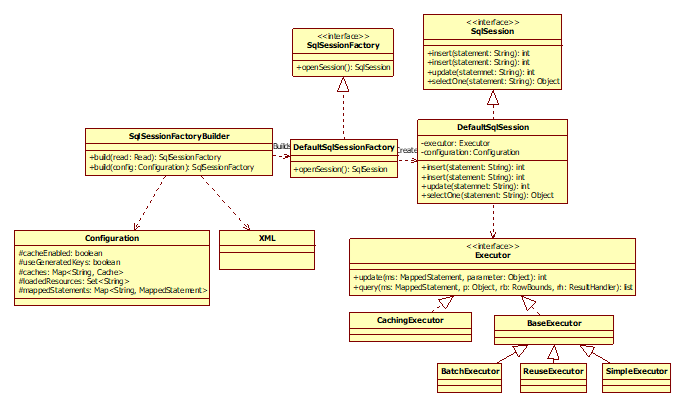 <<interface>>
SqlSession
+insert(statement: String): int
+insert(statement: String): int
+update(statemnet: String): int
+selectOne(statement: String): Object
<<interface>>
SqlSessionFactory
+openSession(): SqlSession
SqlSessionFactoryBuilder
+build(read: Read): SqlSessionFactory
+build(config: Configuration): SqlSessionFactory
Builds
DefaultSqlSessionFactory
+openSession(): SqlSession
Create
DefaultSqlSession
-executor: Executor
-configuration: Configuration
+insert(statement: String): int
+insert(statement: String): int
+update(statemnet: String): int
+selectOne(statement: String): Object
Configuration
#cacheEnabled: boolean
#useGeneratedKeys: boolean
#caches: Map<String, Cache>
#loadedResources: Set<String>
#mappedStatements: Map<String, MappedStatement>
XML
<<interface>>
Executor
+update(ms: MappedStatement, parameter: Object): int
+query(ms: MappedStatement, p: Object, rb: RowBounds, rh: ResultHandler): list
CachingExecutor
BaseExecutor
BatchExecutor
ReuseExecutor
SimpleExecutor